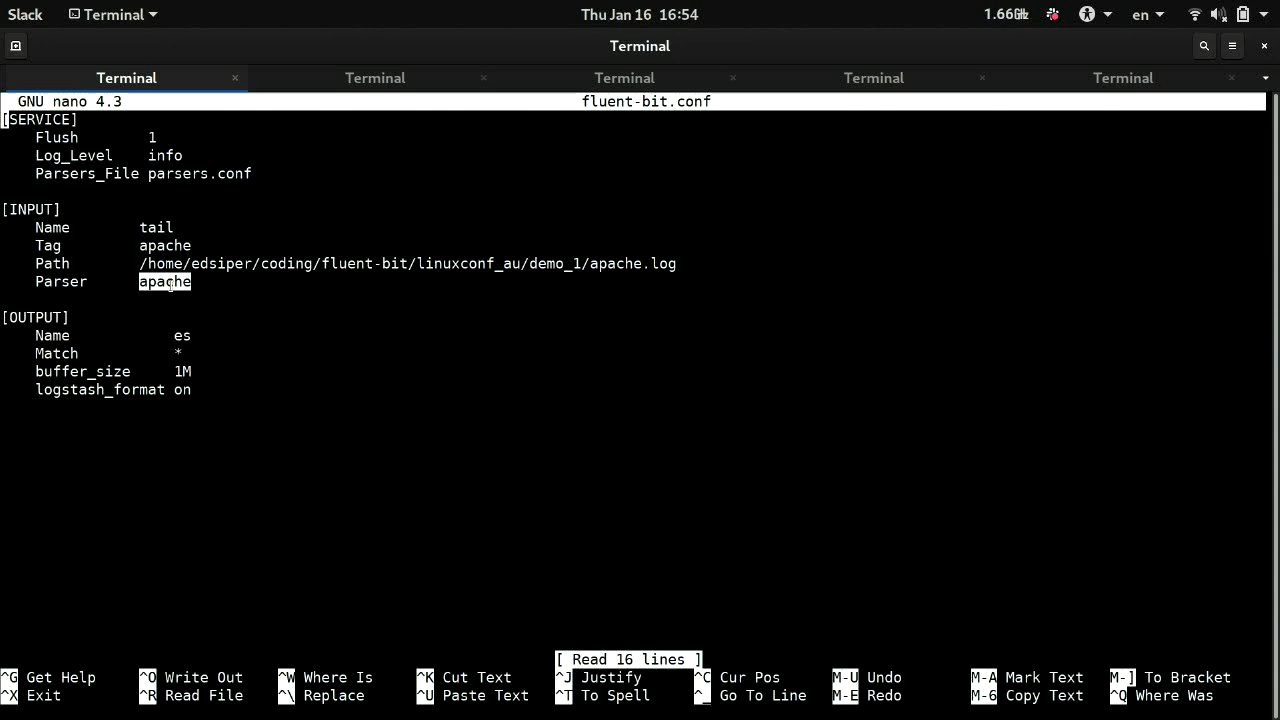 Slack Terminal Thu Jan 16 16:54 1.66GHz en
Terminal
Terminal × Terminal × Terminal × Terminal × Terminal ×
GNU nano 4.3 fluent-bit.conf
[SERVICE]
Flush 1
Log_Level info
Parsers_File parsers.conf
[INPUT]
Name tail
Tag apache
Path /home/edsiper/coding/fluent-bit/linuxconf_au/demo_1/apache.log
Parser apache
[OUTPUT]
Name es
Match *
buffer_size 1M
logstash_format on
[ Read 16 lines ]
^G Get Help ^O Write Out ^W Where Is ^K Cut Text ^J Justify ^C Cur Pos M-U Undo M-A Mark Text M-] To Bracket
^X Exit ^R Read File ^\ Replace ^U Paste Text ^T To Spell ^_ Go To Line M-E Redo M-6 Copy Text ^Q Where Was